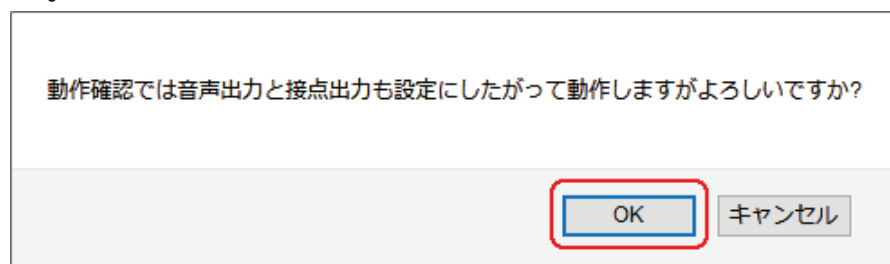 動作確認では音声出力と接点出力も設定にしたがって動作しますがよろしいですか?
OK
キャンセル